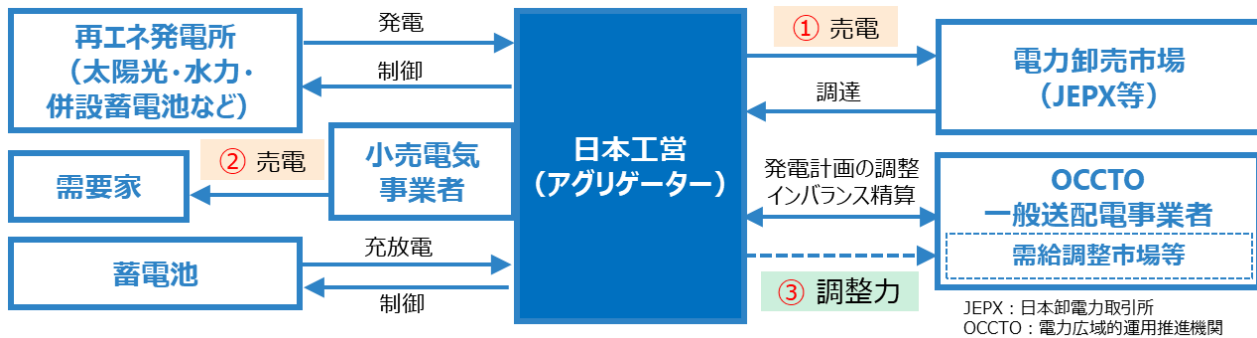 再エネ発電所
（太陽光・水力・
併設蓄電池など）
発電
制御
需要家
② 売電
小売電気
事業者
蓄電池
充放電
制御
日本工営
（アグリゲーター）
① 売電
調達
電力卸売市場
（JEPX等）
発電計画の調整
インバランス精算
③ 調整力
OCCTO
一般送配電事業者
需給調整市場等
JEPX：日本卸電力取引所
OCCTO：電力広域的運用推進機関